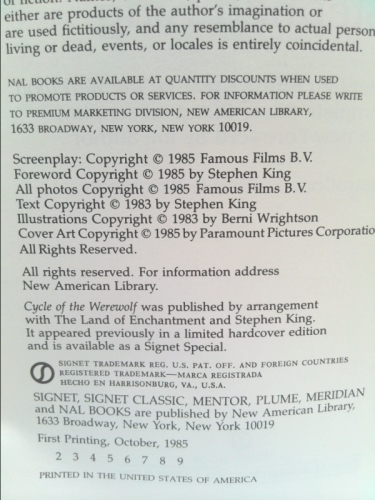 either are products of the author's imagination or
are used fictitiously, and any resemblance to actual person
living or dead, events, or locales is entirely coincidental.
NAL BOOKS ARE AVAILABLE AT QUANTITY DISCOUNTS WHEN USED
TO PROMOTE PRODUCTS OR SERVICES. FOR INFORMATION PLEASE WRITE
TO PREMIUM MARKETING DIVISION, NEW AMERICAN LIBRARY,
1633 BROADWAY, NEW YORK, NEW YORK 10019.
Screenplay: Copyright © 1985 Famous Films B.V.
Foreword Copyright © 1985 by Stephen King
All photos Copyright © 1985 Famous Films B.V.
Text Copyright © 1983 by Stephen King
Illustrations Copyright © 1983 by Berni Wrightson
Cover Art Copyright © 1985 by Paramount Pictures Corporatio
All Rights Reserved.
All rights reserved. For information address
New American Library.
Cycle of the Werewolf was published by arrangement
with The Land of Enchantment and Stephen King.
It appeared previously in a limited hardcover edition
and is available as a Signet Special.
SIGNET TRADEMARK REG. U.S. PAT. OFF. AND FOREIGN COUNTRIES
REGISTERED TRADEMARK—MARCA REGISTRADA
HECHO EN HARRISONBURG, VA., U.S.A.
SIGNET, SIGNET CLASSIC, MENTOR, PLUME, MERIDIAN
and NAL BOOKS are published by New American Library,
1633 Broadway, New York, New York 10019
First Printing, October, 1985
2 3 4 5 6 7 8 9
PRINTED IN THE UNITED STATES OF AMERICA